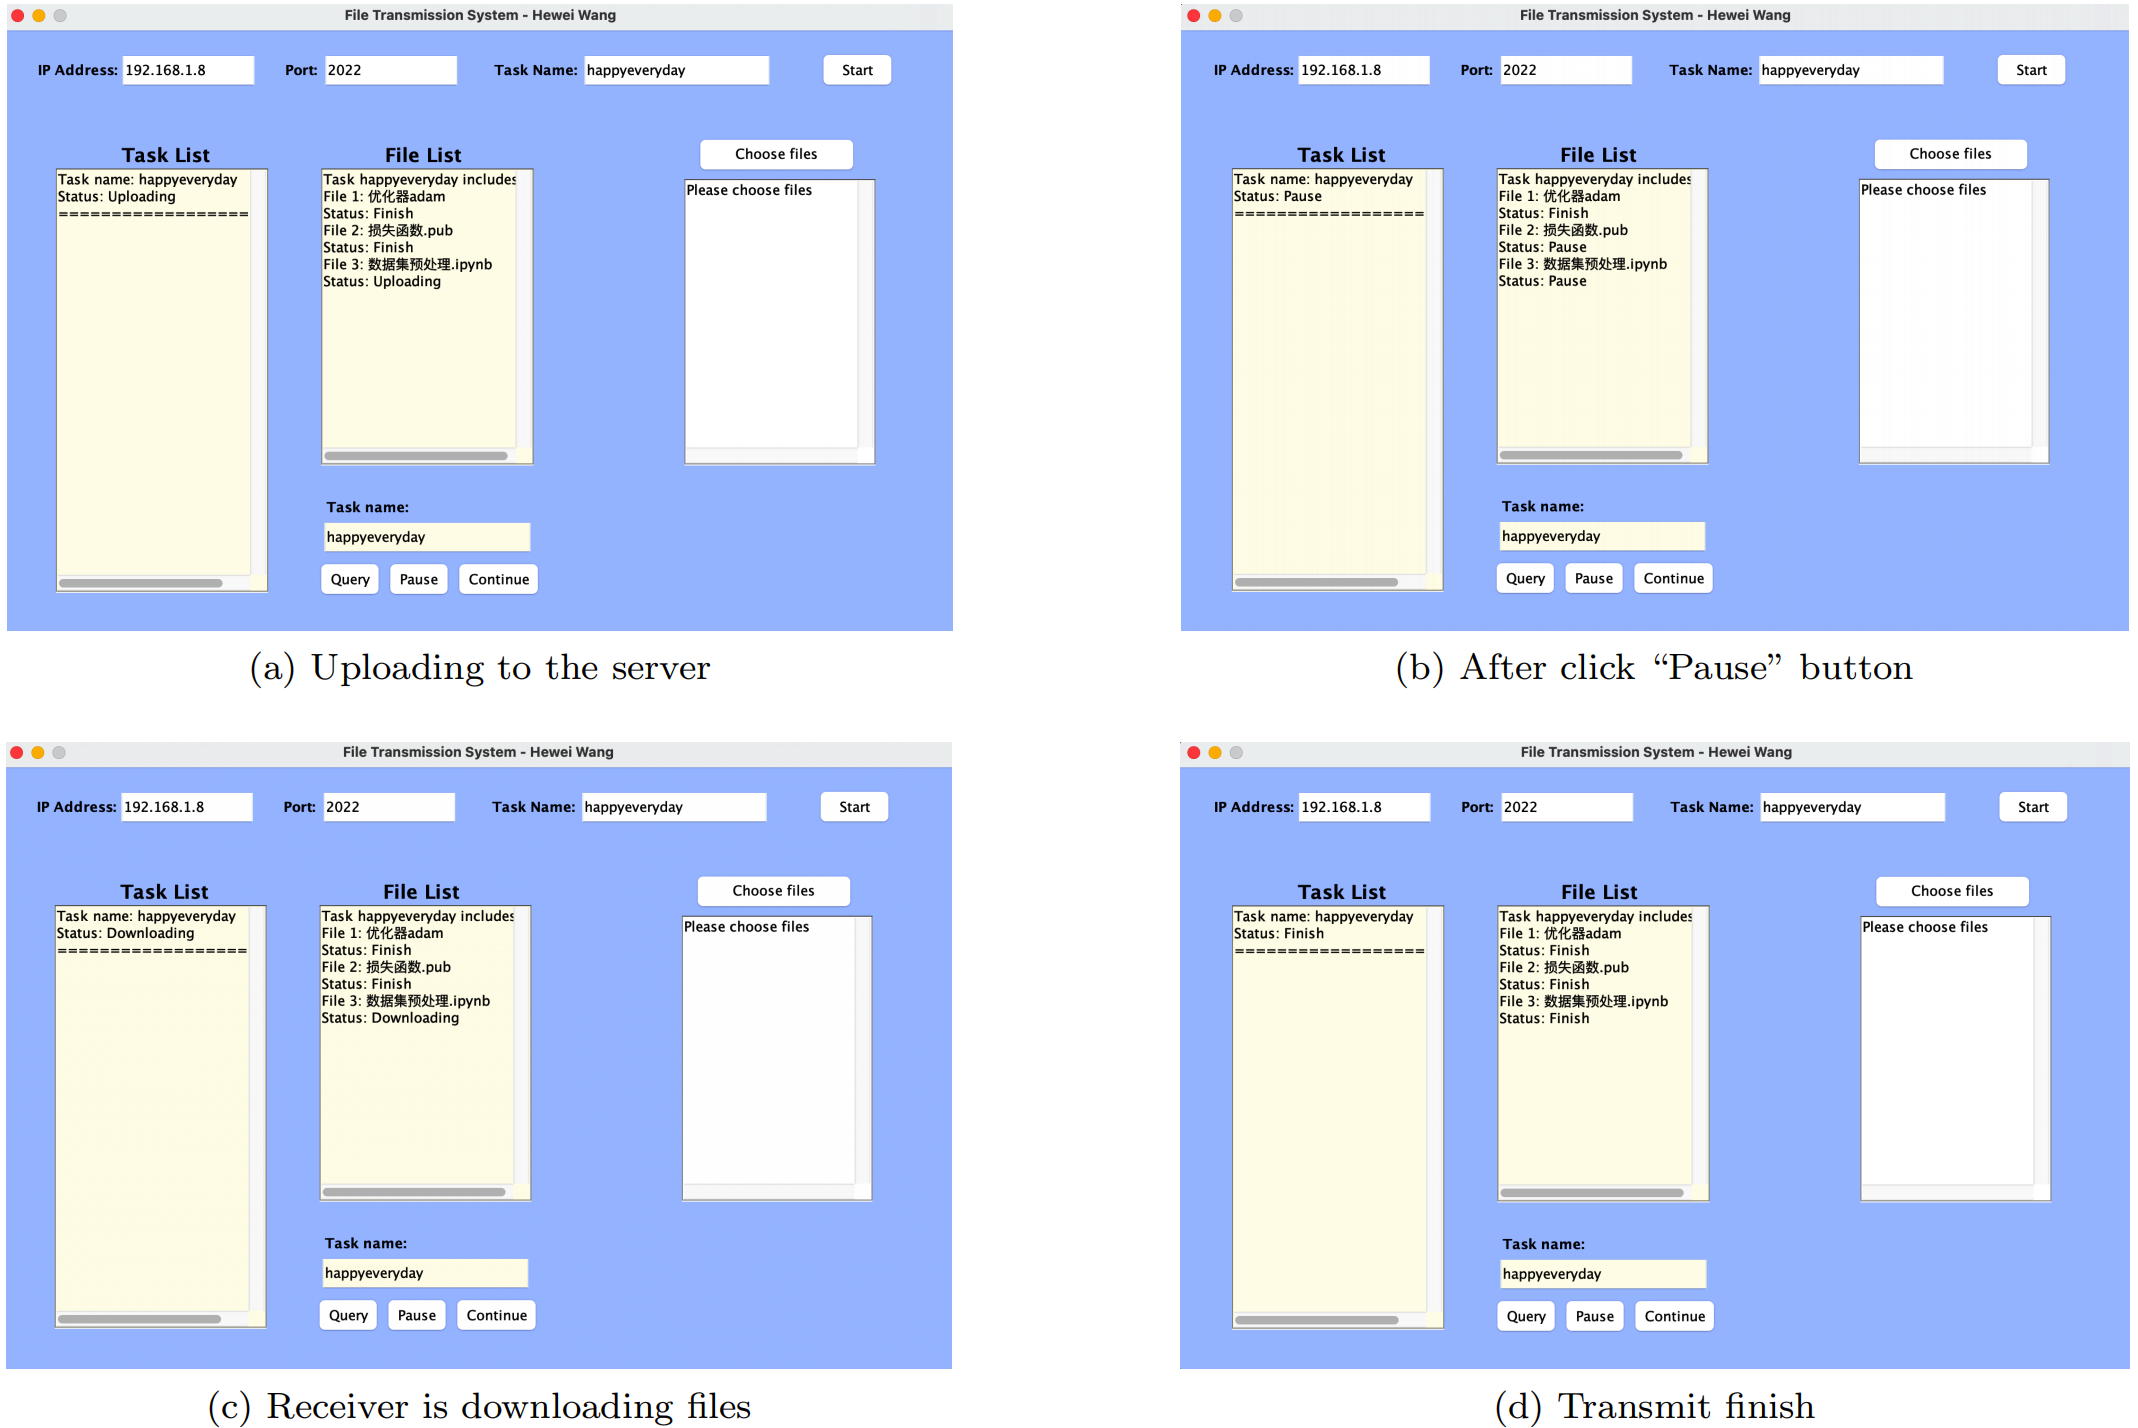 File Transmission System - Hewei Wang
IP Address: 192.168.1.8 Port: 2022 Task Name: happyeveryday Start
Task List
Task name: happyeveryday
Status: Uploading
==================
File List
Task happyeveryday includes
File 1: 优化器adam
Status: Finish
File 2: 损失函数.pub
Status: Finish
File 3: 数据集预处理.ipynb
Status: Uploading
Choose files
Please choose files
Task name:
happyeveryday
Query Pause Continue
(a) Uploading to the server
File Transmission System - Hewei Wang
IP Address: 192.168.1.8 Port: 2022 Task Name: happyeveryday Start
Task List
Task name: happyeveryday
Status: Pause
==================
File List
Task happyeveryday includes
File 1: 优化器adam
Status: Finish
File 2: 损失函数.pub
Status: Pause
File 3: 数据集预处理.ipynb
Status: Pause
Choose files
Please choose files
Task name:
happyeveryday
Query Pause Continue
(b) After click “Pause” button
File Transmission System - Hewei Wang
IP Address: 192.168.1.8 Port: 2022 Task Name: happyeveryday Start
Task List
Task name: happyeveryday
Status: Downloading
==================
File List
Task happyeveryday includes
File 1: 优化器adam
Status: Finish
File 2: 损失函数.pub
Status: Finish
File 3: 数据集预处理.ipynb
Status: Downloading
Choose files
Please choose files
Task name:
happyeveryday
Query Pause Continue
(c) Receiver is downloading files
File Transmission System - Hewei Wang
IP Address: 192.168.1.8 Port: 2022 Task Name: happyeveryday Start
Task List
Task name: happyeveryday
Status: Finish
==================
File List
Task happyeveryday includes
File 1: 优化器adam
Status: Finish
File 2: 损失函数.pub
Status: Finish
File 3: 数据集预处理.ipynb
Status: Finish
Choose files
Please choose files
Task name:
happyeveryday
Query Pause Continue
(d) Transmit finish